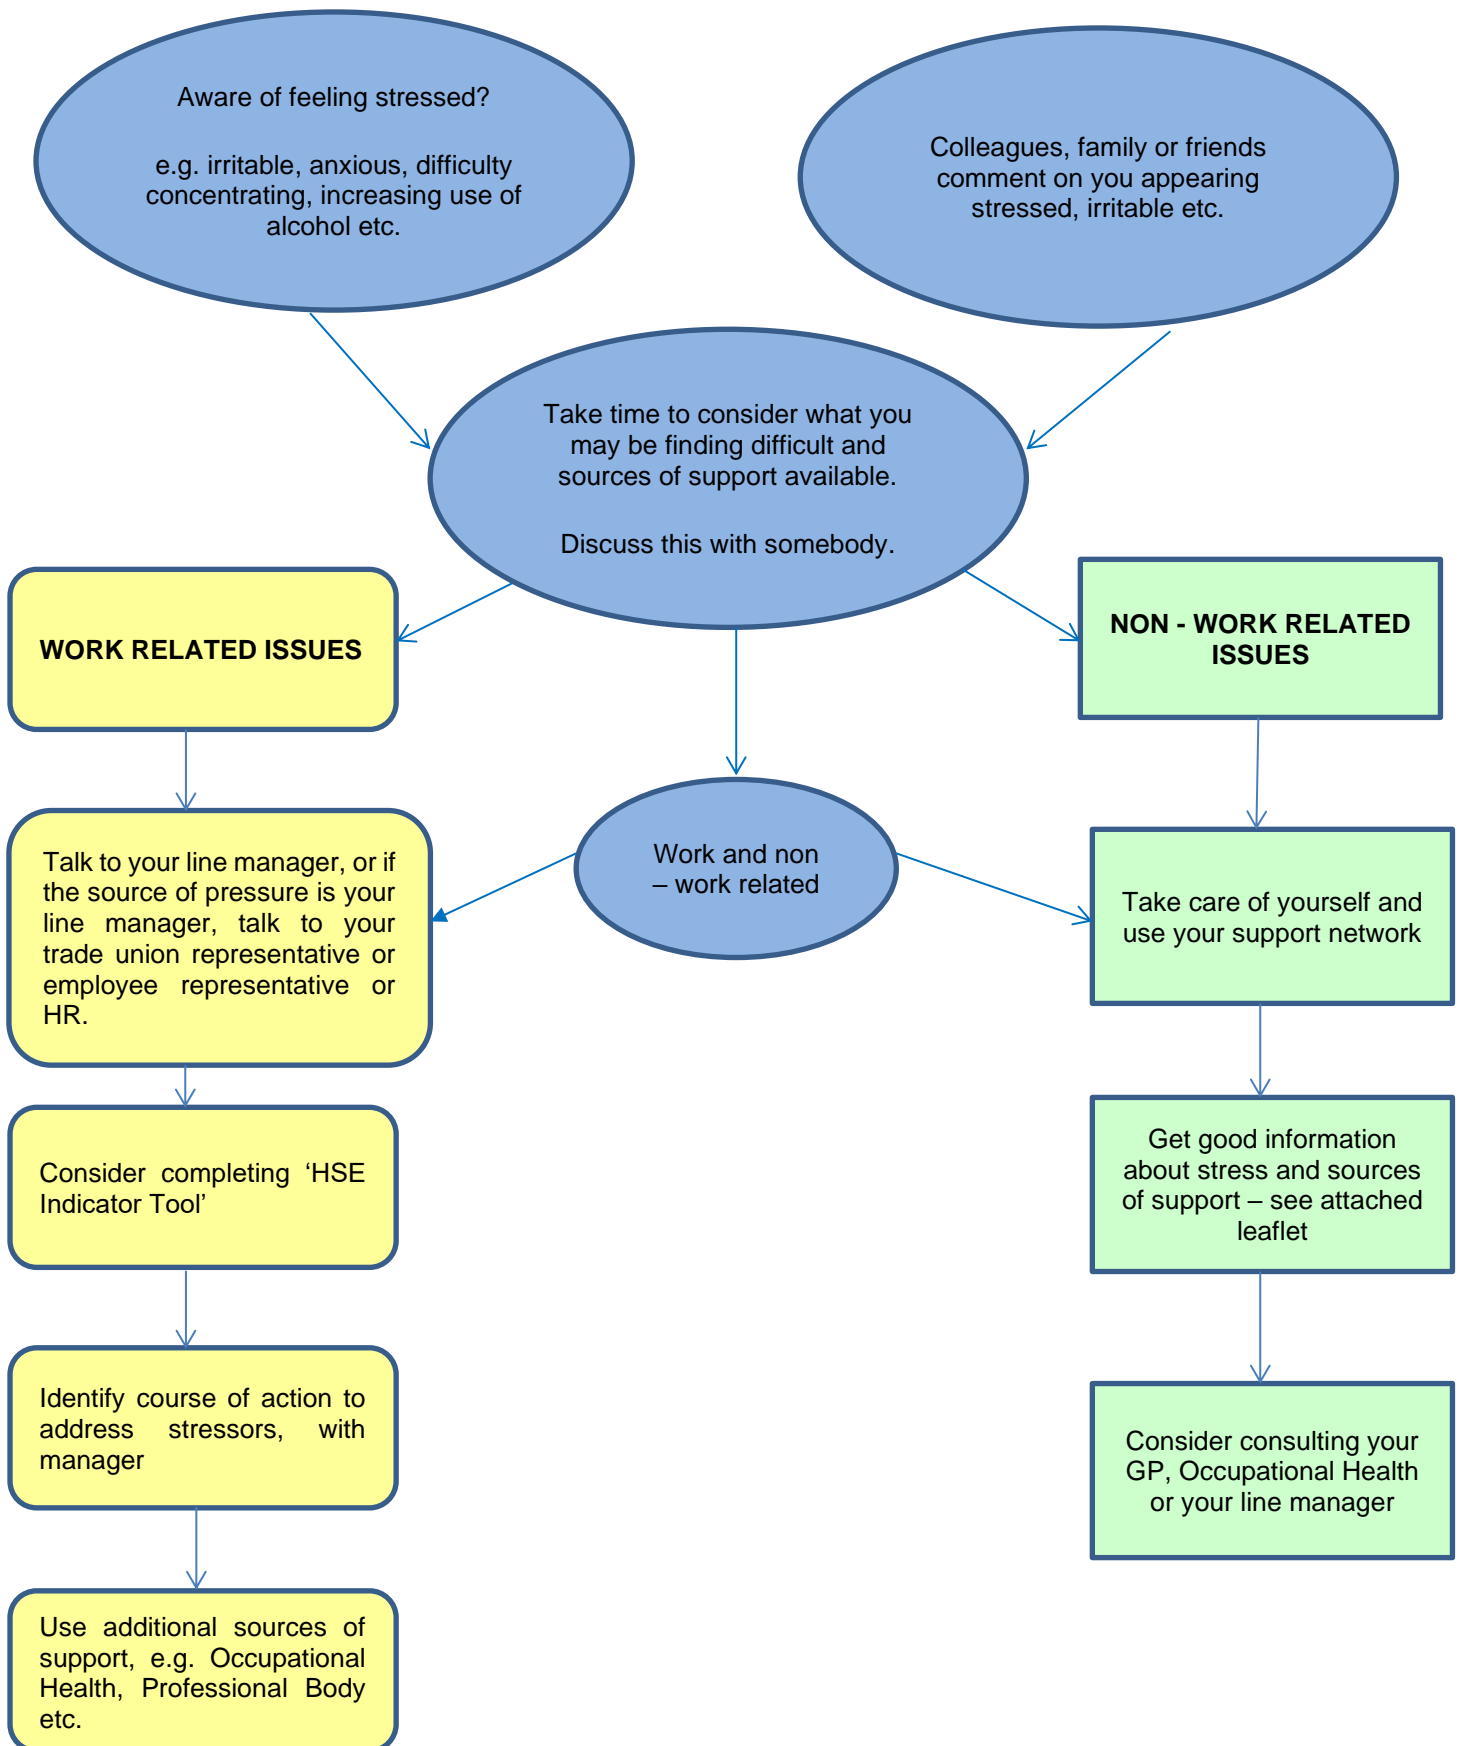 Aware of feeling stressed?
e.g. irritable, anxious, difficulty
concentrating, increasing use of
alcohol etc.
Colleagues, family or friends
comment on you appearing
stressed, irritable etc.
Take time to consider what you
may be finding difficult and
sources of support available.
Discuss this with somebody.
WORK RELATED ISSUES
NON - WORK RELATED
ISSUES
Work and non
– work related
Talk to your line manager, or if
the source of pressure is your
line manager, talk to your
trade union representative or
employee representative or
HR.
Take care of yourself and
use your support network
Consider completing ‘HSE
Indicator Tool’
Get good information
about stress and sources
of support – see attached
leaflet
Identify course of action to
address stressors, with
manager
Consider consulting your
GP, Occupational Health
or your line manager
Use additional sources of
support, e.g. Occupational
Health, Professional Body
etc.